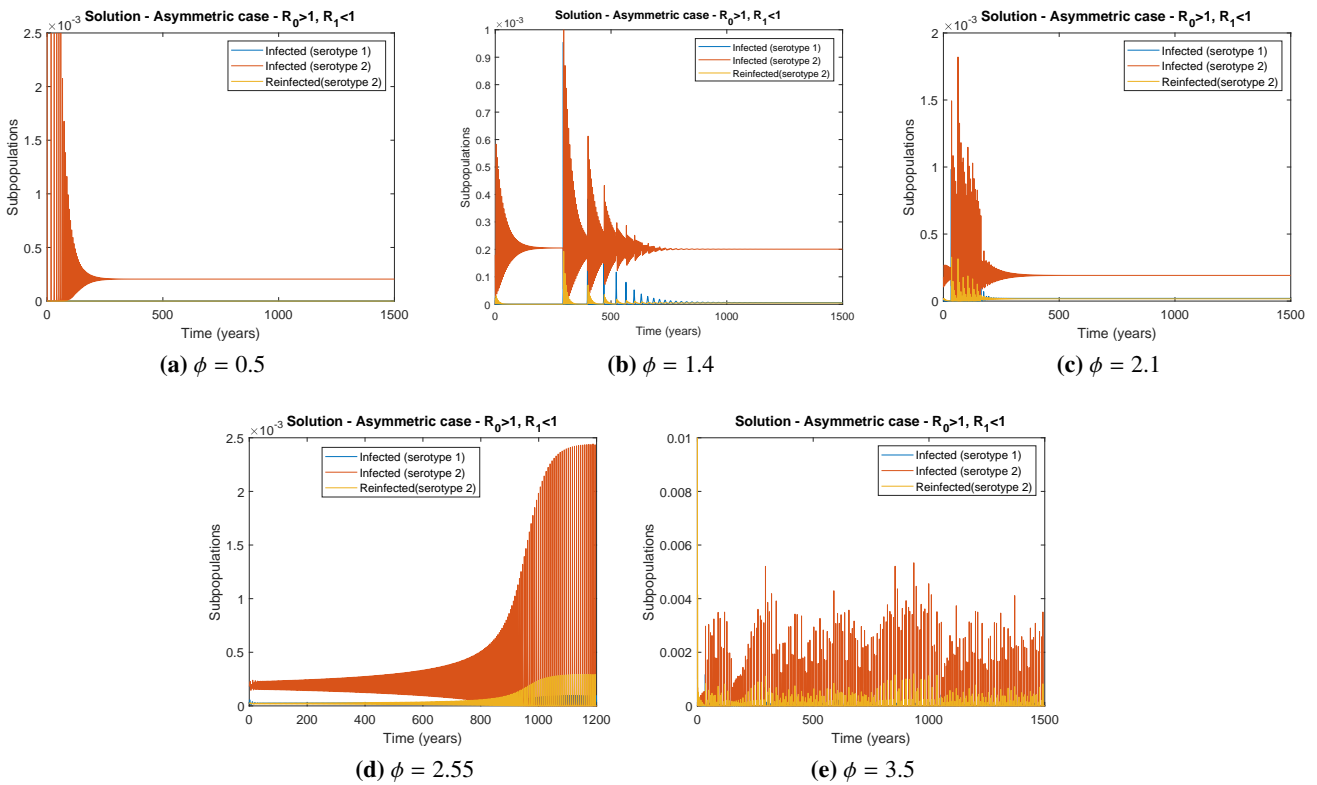 Solution - Asymmetric case - R0>1, R1<1
×10-3
2.5
2
1.5
1
0.5
0
Subpopulations
Infected (serotype 1)
Infected (serotype 2)
Reinfected(serotype 2)
0 500 1000 1500
Time (years)
(a) ϕ = 0.5
Solution - Asymmetric case - R0>1, R1<1
×10-3
1
0.9
0.8
0.7
0.6
0.5
0.4
0.3
0.2
0.1
0
Subpopulations
Infected (serotype 1)
Infected (serotype 2)
Reinfected(serotype 2)
0 500 1000 1500
Time (years)
(b) ϕ = 1.4
Solution - Asymmetric case - R0>1, R1<1
×10-3
2
1.5
1
0.5
0
Subpopulations
Infected (serotype 1)
Infected (serotype 2)
Reinfected(serotype 2)
0 500 1000 1500
Time (years)
(c) ϕ = 2.1
Solution - Asymmetric case - R0>1, R1<1
×10-3
2.5
2
1.5
1
0.5
0
Subpopulations
Infected (serotype 1)
Infected (serotype 2)
Reinfected(serotype 2)
0 200 400 600 800 1000 1200
Time (years)
(d) ϕ = 2.55
Solution - Asymmetric case - R0>1, R1<1
0.01
0.008
0.006
0.004
0.002
0
Subpopulations
Infected (serotype 1)
Infected (serotype 2)
Reinfected(serotype 2)
0 500 1000 1500
Time (years)
(e) ϕ = 3.5